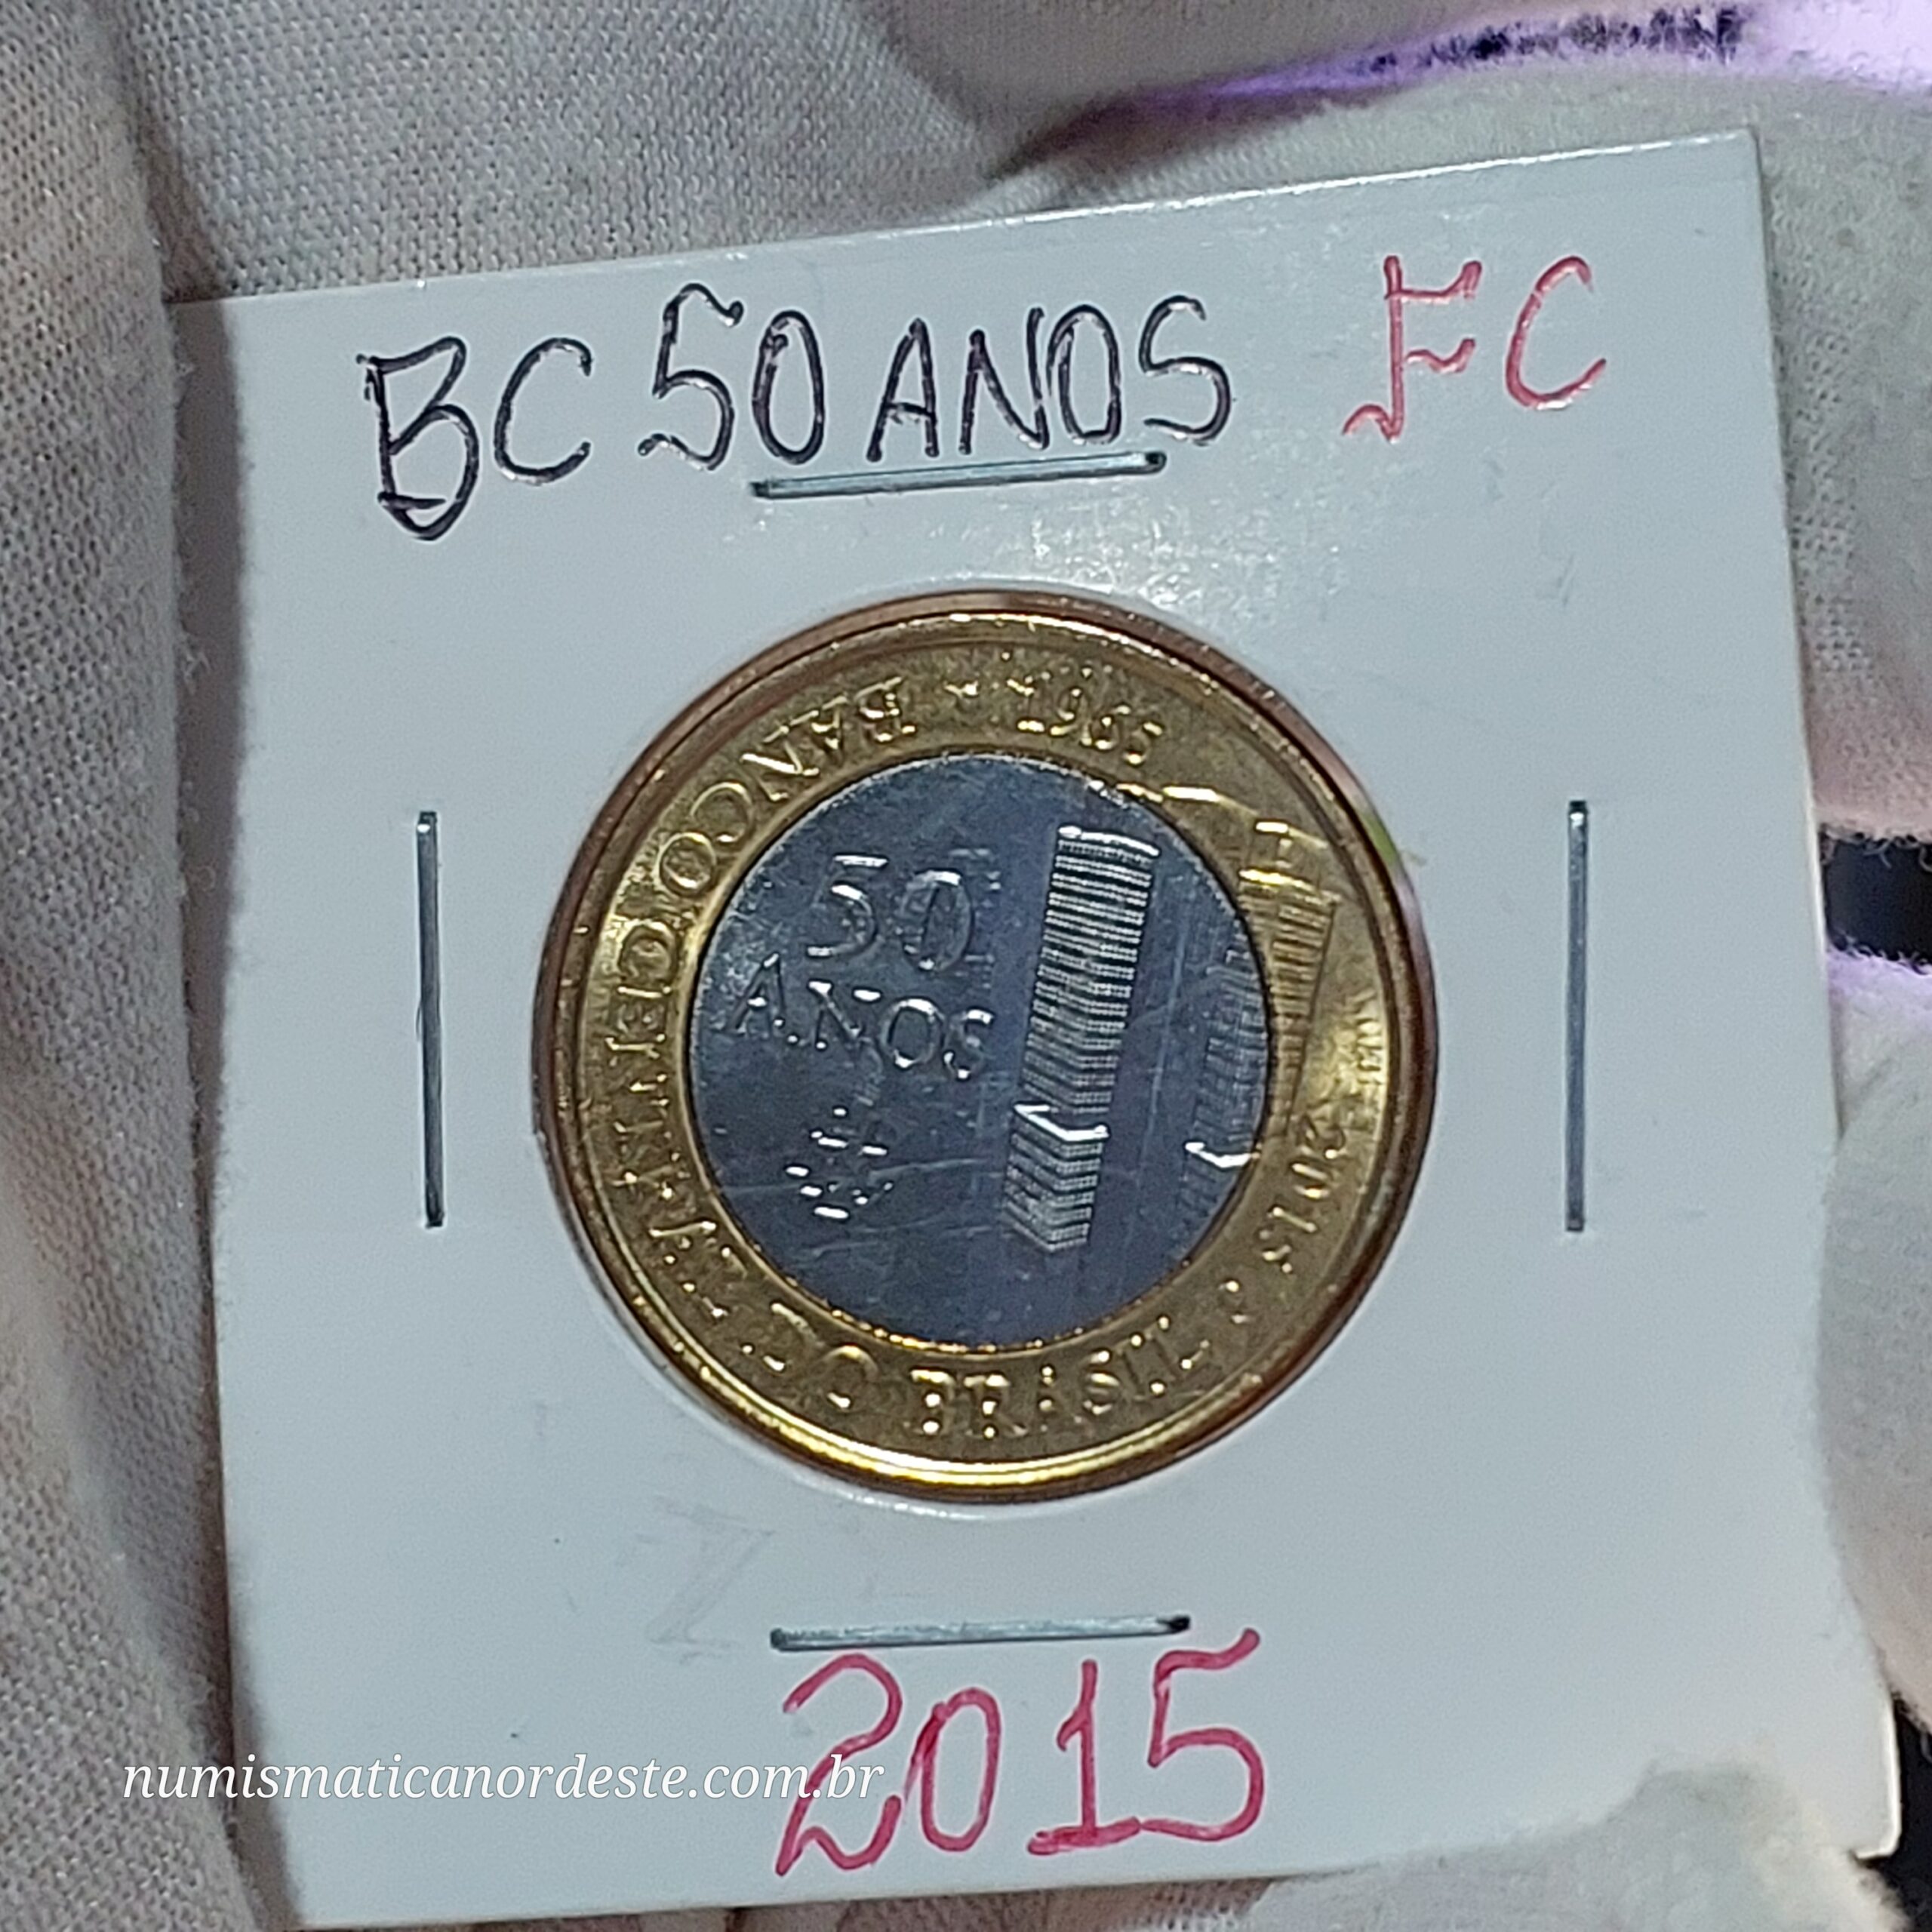 BC 50 ANOS FC
BANCO CENTRAL DO BRASIL
1965
2015
50
ANOS
2015
numismaticanordeste.com.br